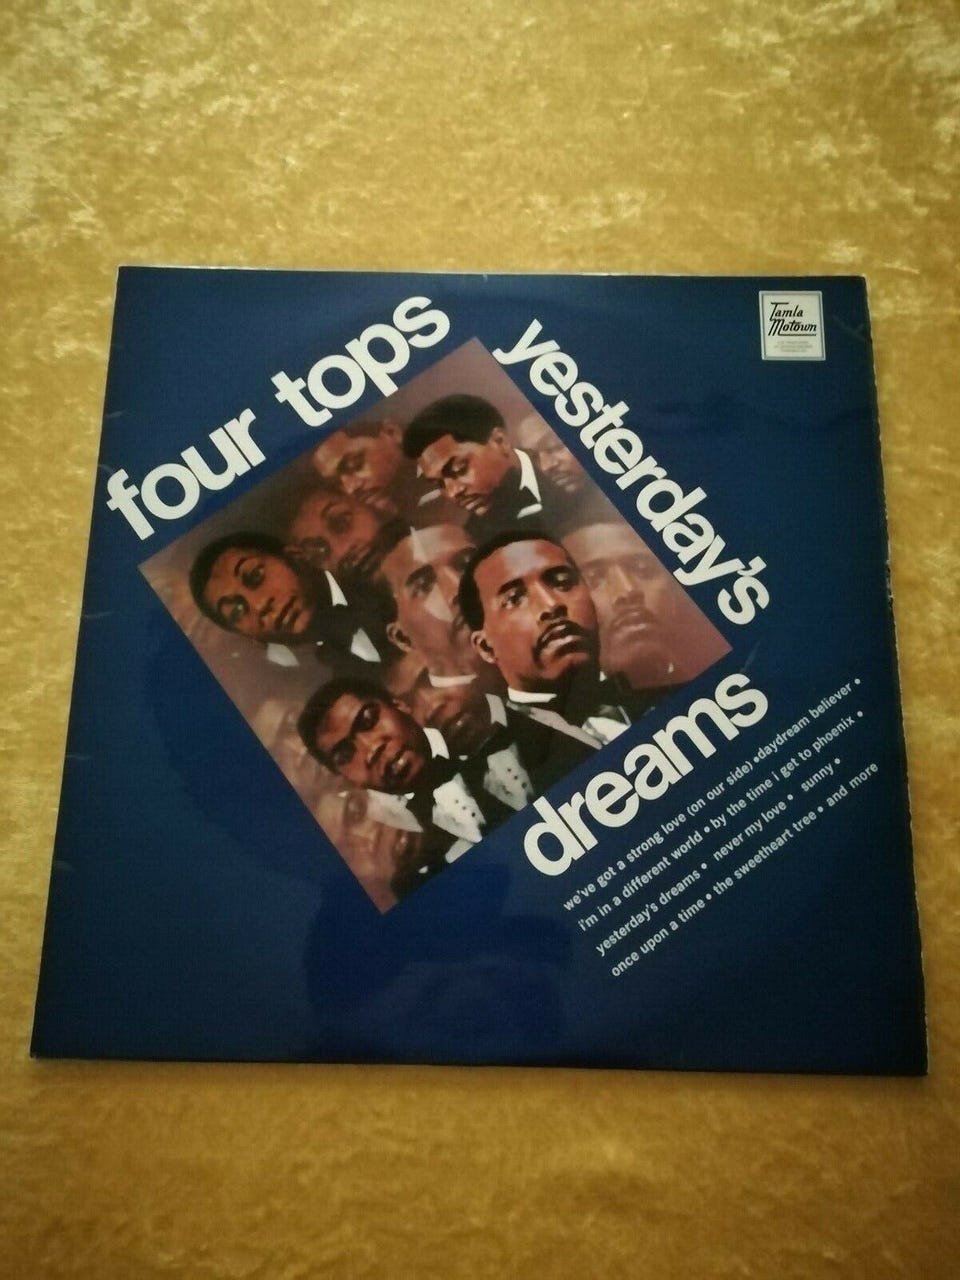 four tops
yesterday's
dreams
Tamla
Motown
we've got a strong love (on our side) • daydream believer •
i'm in a different world • by the time i get to phoenix •
yesterday's dreams • never my love • sunny •
once upon a time • the sweetheart tree • and more